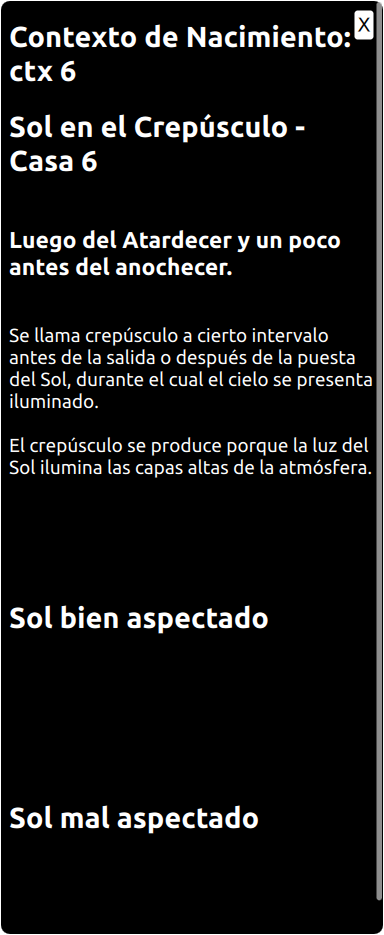 Contexto de Nacimiento: X
ctx 6
Sol en el Crepúsculo -
Casa 6
Luego del Atardecer y un poco
antes del anochecer.
Se llama crepúsculo a cierto intervalo
antes de la salida o después de la puesta
del Sol, durante el cual el cielo se presenta
iluminado.
El crepúsculo se produce porque la luz del
Sol ilumina las capas altas de la atmósfera.
Sol bien aspectado
Sol mal aspectado